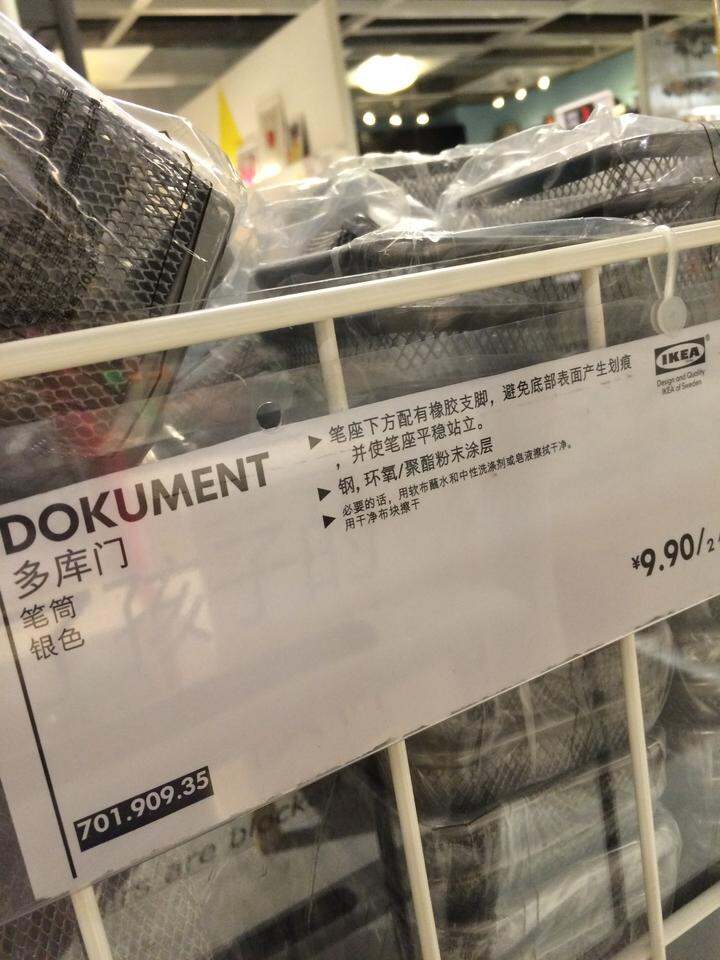 IKEA
Design and Quality
IKEA of Sweden
DOKUMENT
多库门
笔筒
银色
▶ 笔座下方配有橡胶支脚，避免底部表面产生划痕
，并使笔座平稳站立。
▶ 钢，环氧/聚酯粉末涂层
▶ 必要的话，用软布蘸水和中性洗涤剂或皂液擦拭干净。
▶ 用干净布块擦干
¥9.90/2
701.909.35
are